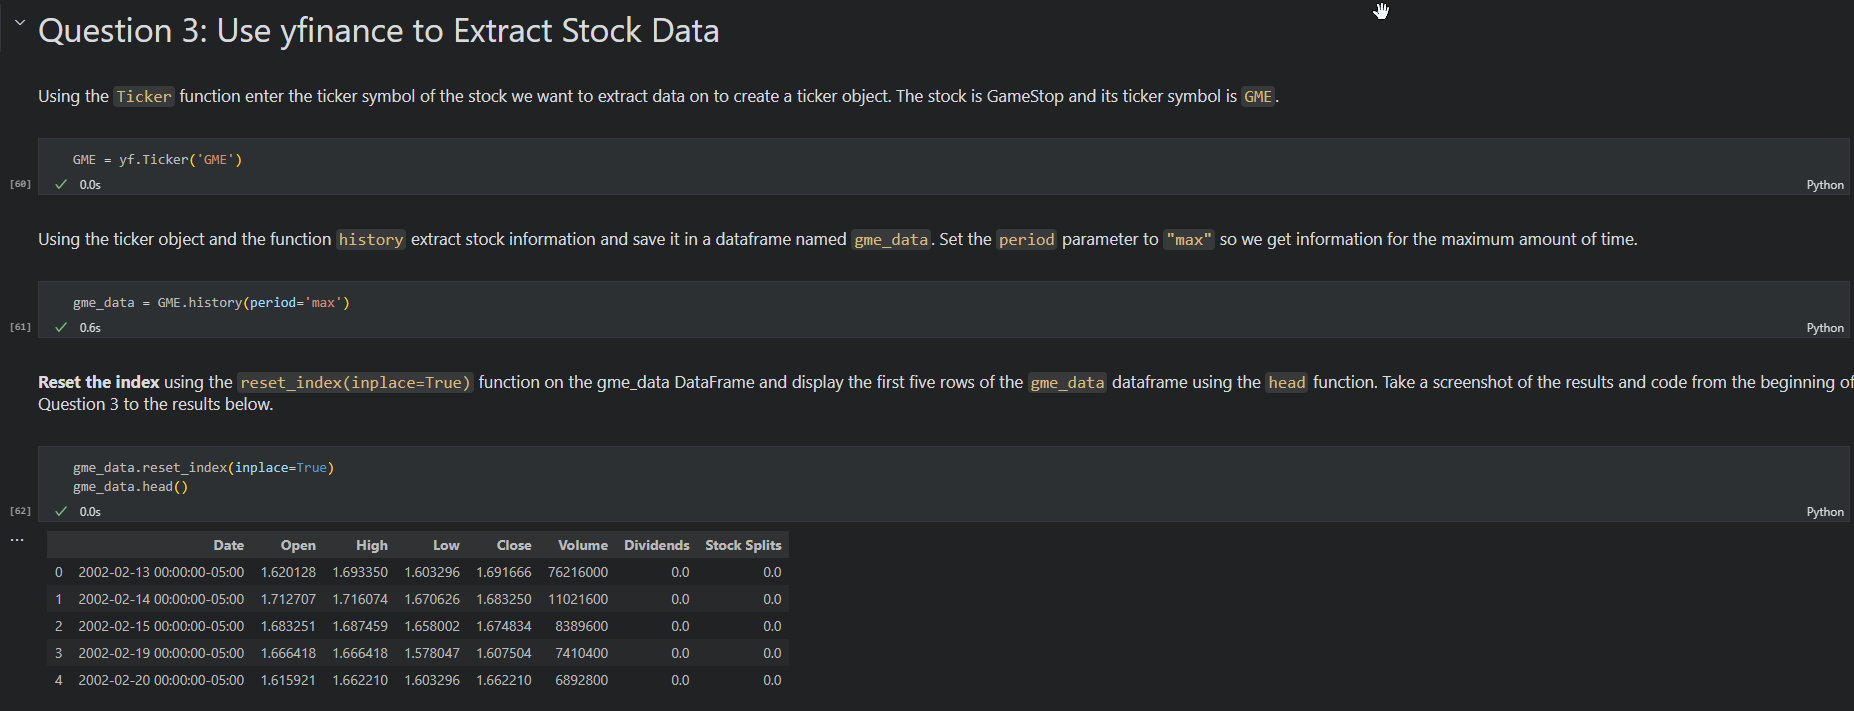 Question 3: Use yfinance to Extract Stock Data
Using the Ticker function enter the ticker symbol of the stock we want to extract data on to create a ticker object. The stock is GameStop and its ticker symbol is GME.
GME = yf.Ticker('GME')
[60] 0.0s Python
Using the ticker object and the function history extract stock information and save it in a dataframe named gme_data. Set the period parameter to "max" so we get information for the maximum amount of time.
gme_data = GME.history(period='max')
[61] 0.6s Python
Reset the index using the reset_index(inplace=True) function on the gme_data DataFrame and display the first five rows of the gme_data dataframe using the head function. Take a screenshot of the results and code from the beginning of
Question 3 to the results below.
gme_data.reset_index(inplace=True)
gme_data.head()
[62] 0.0s Python
...
Date Open High Low Close Volume Dividends Stock Splits
0 2002-02-13 00:00:00-05:00 1.620128 1.693350 1.603296 1.691666 76216000 0.0 0.0
1 2002-02-14 00:00:00-05:00 1.712707 1.716074 1.670626 1.683250 11021600 0.0 0.0
2 2002-02-15 00:00:00-05:00 1.683251 1.687459 1.658002 1.674834 8389600 0.0 0.0
3 2002-02-19 00:00:00-05:00 1.666418 1.666418 1.578047 1.607504 7410400 0.0 0.0
4 2002-02-20 00:00:00-05:00 1.615921 1.662210 1.603296 1.662210 6892800 0.0 0.0